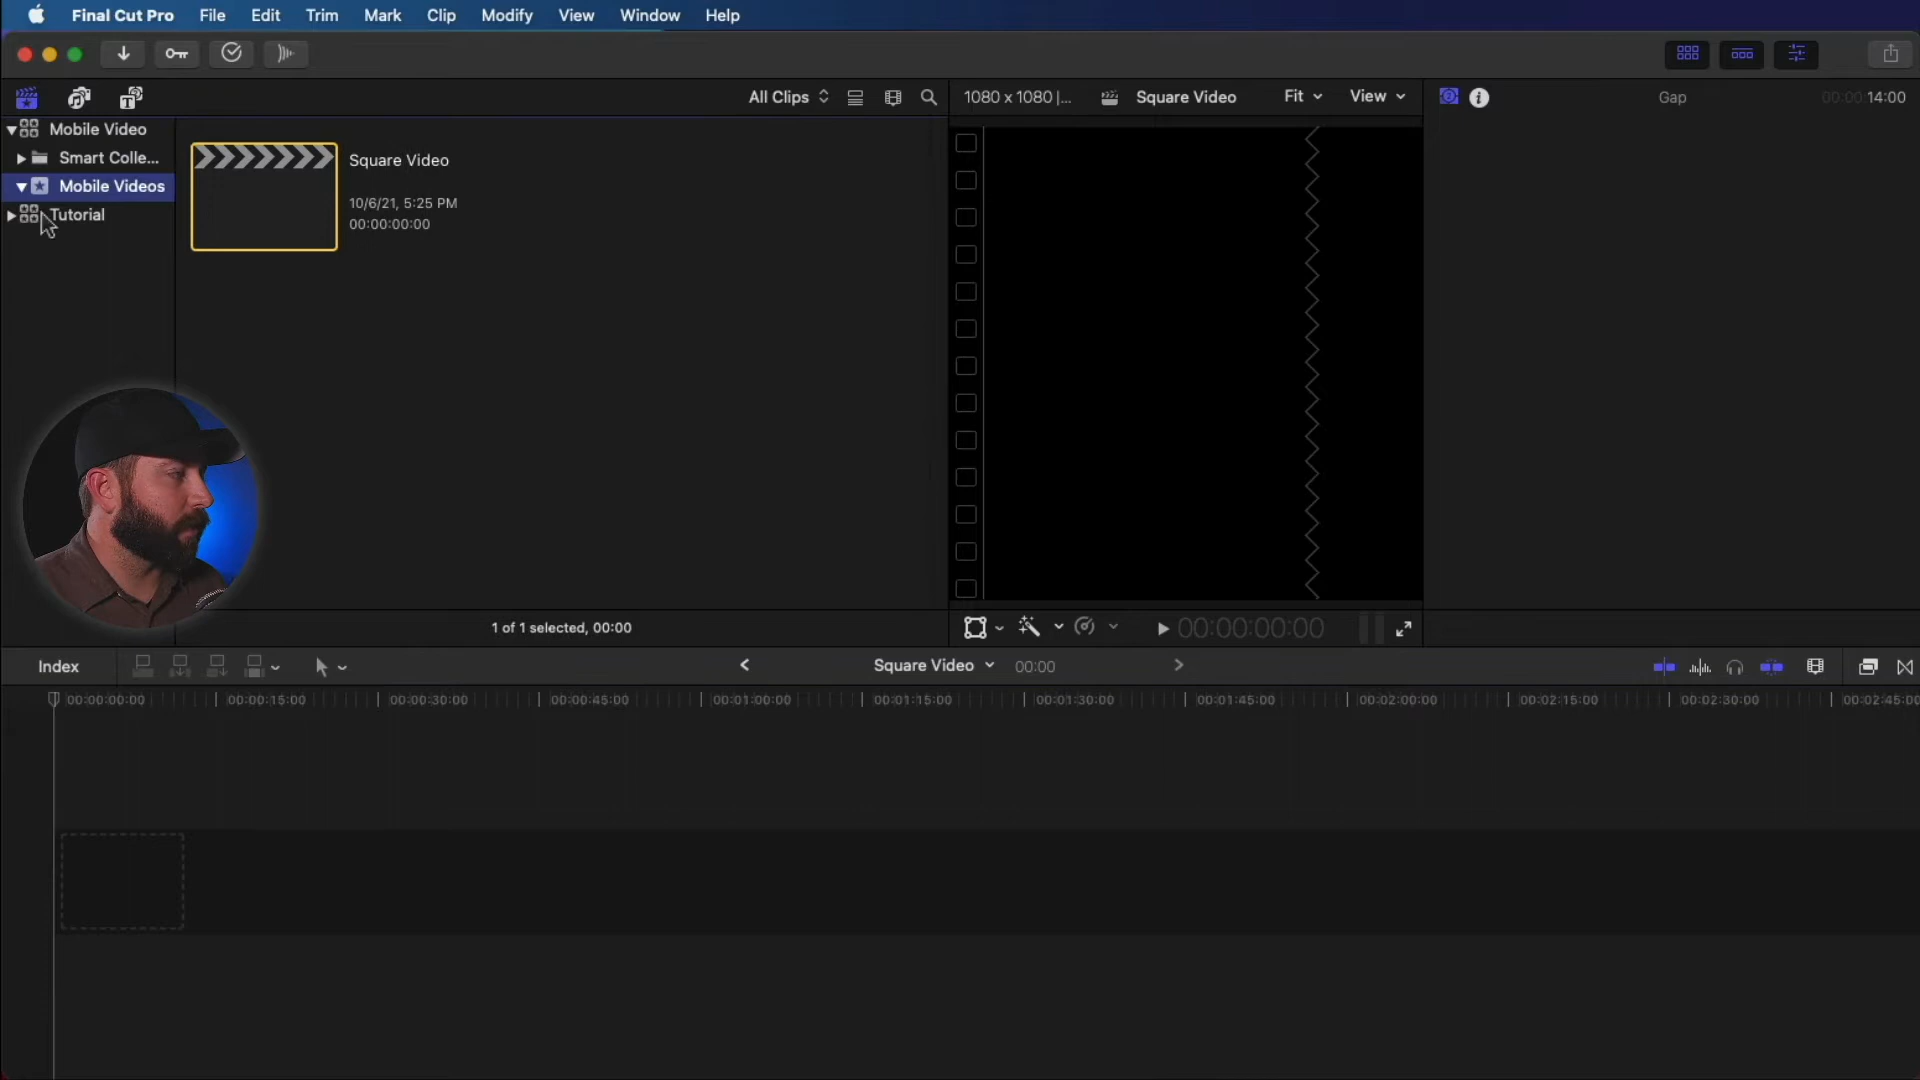 Final Cut Pro File Edit Trim Mark Clip Modify View Window Help
All Clips
1080 x 1080 |...
Square Video
Fit
View
Gap
00:00:14:00
Mobile Video
Smart Colle...
Mobile Videos
Tutorial
Square Video
10/6/21, 5:25 PM
00:00:00:00
1 of 1 selected, 00:00
00:00:00:00
Index
Square Video
00:00
00:00:00:00 00:00:15:00 00:00:30:00 00:00:45:00 00:01:00:00 00:01:15:00 00:01:30:00 00:01:45:00 00:02:00:00 00:02:15:00 00:02:30:00 00:02:45:00